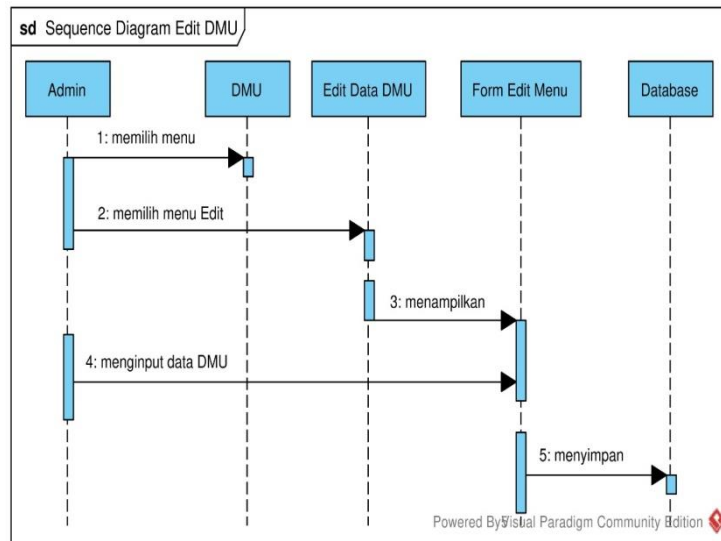 sd Sequence Diagram Edit DMU
Admin
DMU
Edit Data DMU
Form Edit Menu
Database
1: memilih menu
2: memilih menu Edit
3: menampilkan
4: menginput data DMU
5: menyimpan
Powered By Visual Paradigm Community Edition